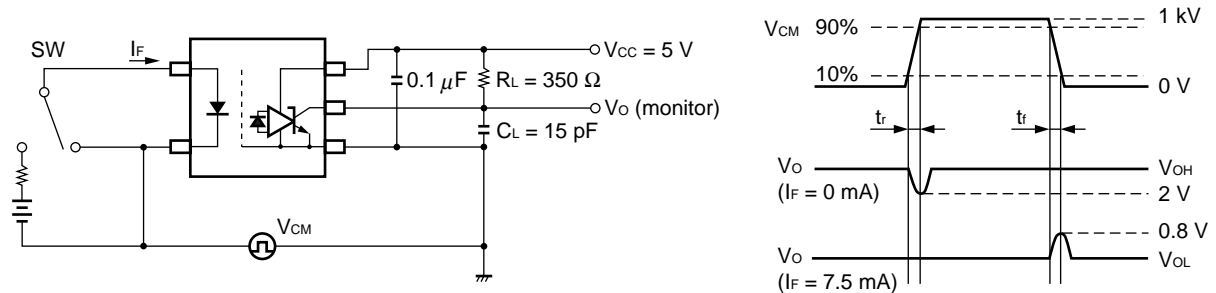 SW
IF
VCC = 5 V
0.1 μF
RL = 350 Ω
VO (monitor)
CL = 15 pF
VCM
VCM 90%
1 kV
10%
0 V
tr
tf
VO
(IF = 0 mA)
VOH
2 V
0.8 V
VO
(IF = 7.5 mA)
VOL